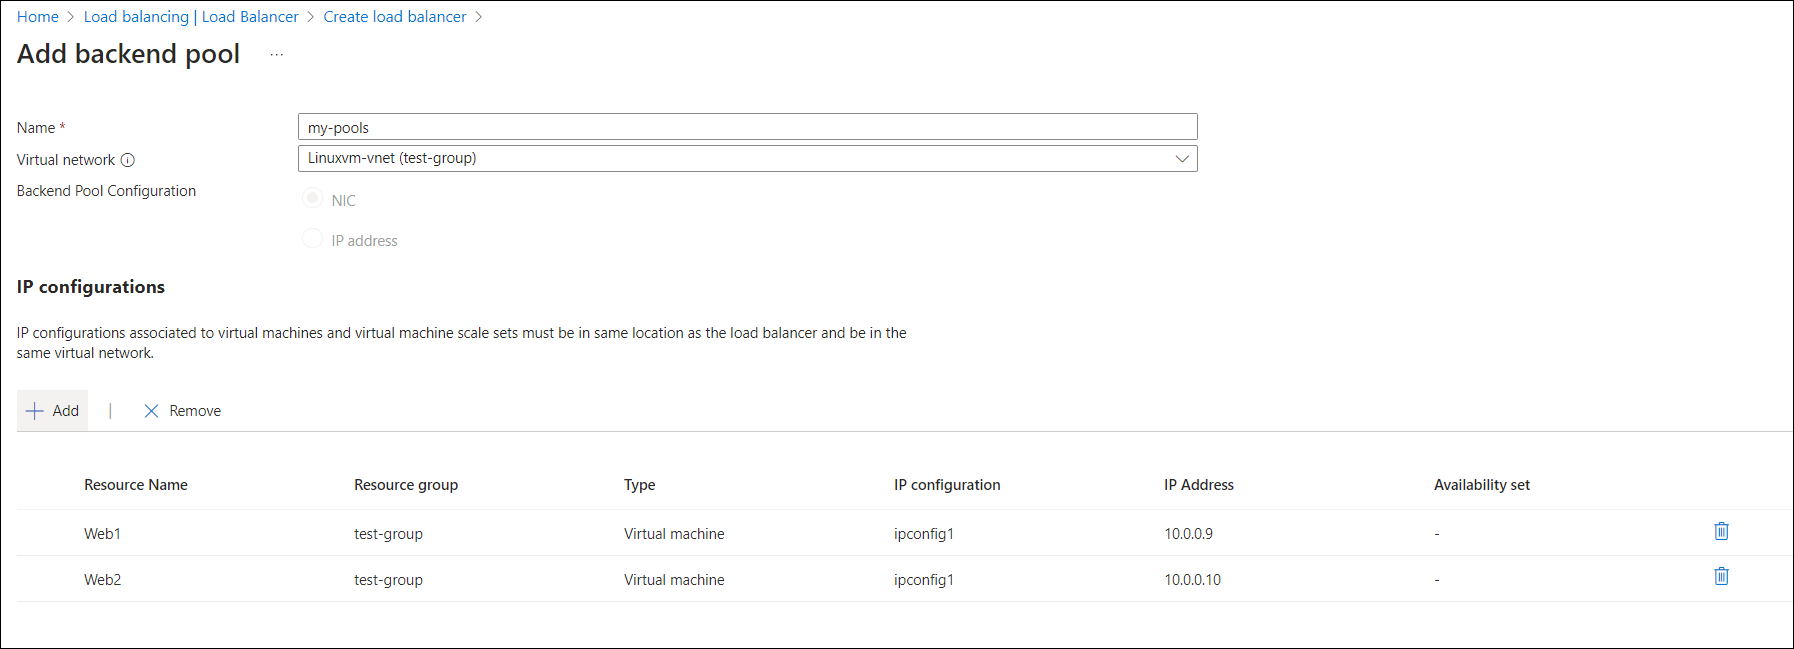 Home > Load balancing | Load Balancer > Create load balancer >
Add backend pool ...
Name *
my-pools
Virtual network
Linuxvm-vnet (test-group)
Backend Pool Configuration
NIC
IP address
IP configurations
IP configurations associated to virtual machines and virtual machine scale sets must be in same location as the load balancer and be in the
same virtual network.
Add | Remove
Resource Name Resource group Type IP configuration IP Address Availability set
Web1 test-group Virtual machine ipconfig1 10.0.0.9 -
Web2 test-group Virtual machine ipconfig1 10.0.0.10 -